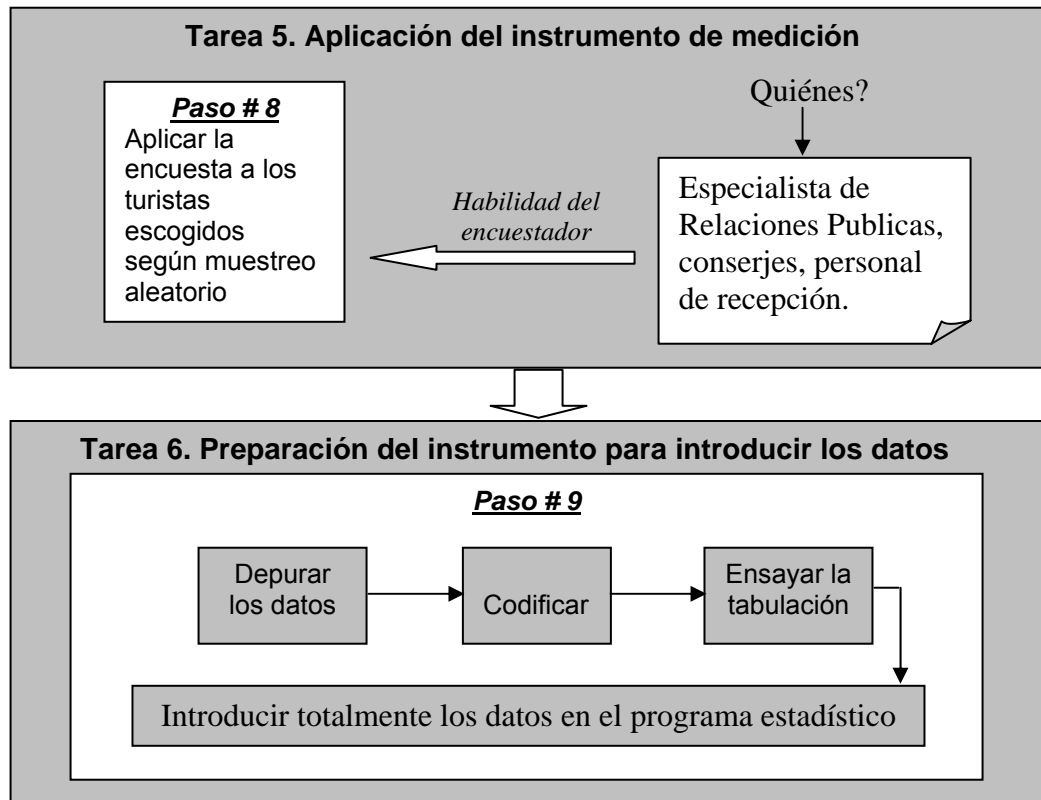 Tarea 5. Aplicación del instrumento de medición
Paso # 8
Aplicar la
encuesta a los
turistas
escogidos
según muestreo
aleatorio
Habilidad del
encuestador
Quiénes?
Especialista de
Relaciones Publicas,
conserjes, personal
de recepción.
Tarea 6. Preparación del instrumento para introducir los datos
Paso # 9
Depurar
los datos
Codificar
Ensayar la
tabulación
Introducir totalmente los datos en el programa estadístico